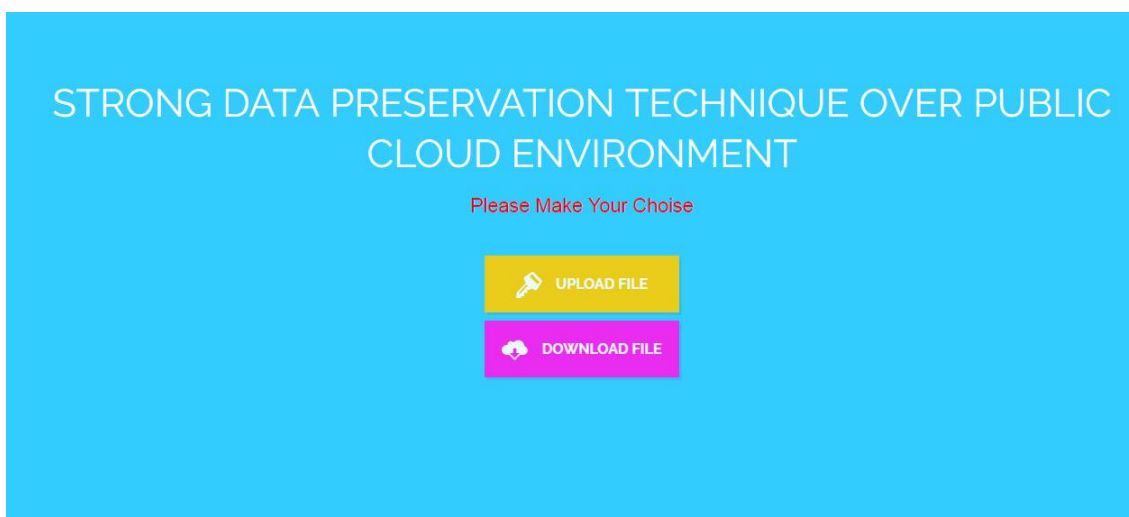 STRONG DATA PRESERVATION TECHNIQUE OVER PUBLIC
CLOUD ENVIRONMENT
Please Make Your Choise
UPLOAD FILE
DOWNLOAD FILE